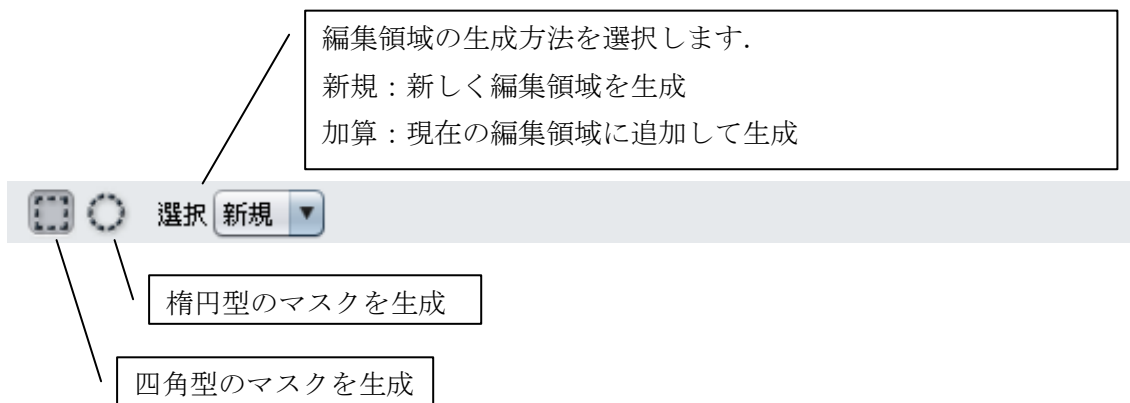 編集領域の生成方法を選択します.
新規：新しく編集領域を生成
加算：現在の編集領域に追加して生成
選択 新規
楕円型のマスクを生成
四角型のマスクを生成